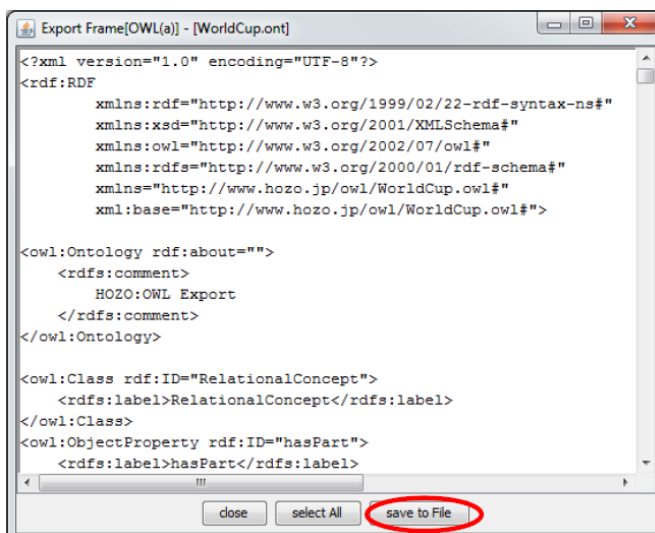 Export Frame[OWL(a)] - [WorldCup.ont]
<?xml version="1.0" encoding="UTF-8"?>
<rdf:RDF
xmlns:rdf="http://www.w3.org/1999/02/22-rdf-syntax-ns#"
xmlns:xsd="http://www.w3.org/2001/XMLSchema#"
xmlns:owl="http://www.w3.org/2002/07/owl#"
xmlns:rdfs="http://www.w3.org/2000/01/rdf-schema#"
xmlns="http://www.hozo.jp/owl/WorldCup.owl#"
xml:base="http://www.hozo.jp/owl/WorldCup.owl#">
<owl:Ontology rdf:about="">
<rdfs:comment>
HOZO:OWL Export
</rdfs:comment>
</owl:Ontology>
<owl:Class rdf:ID="RelationalConcept">
<rdfs:label>RelationalConcept</rdfs:label>
</owl:Class>
<owl:ObjectProperty rdf:ID="hasPart">
<rdfs:label>hasPart</rdfs:label>
close select All save to File